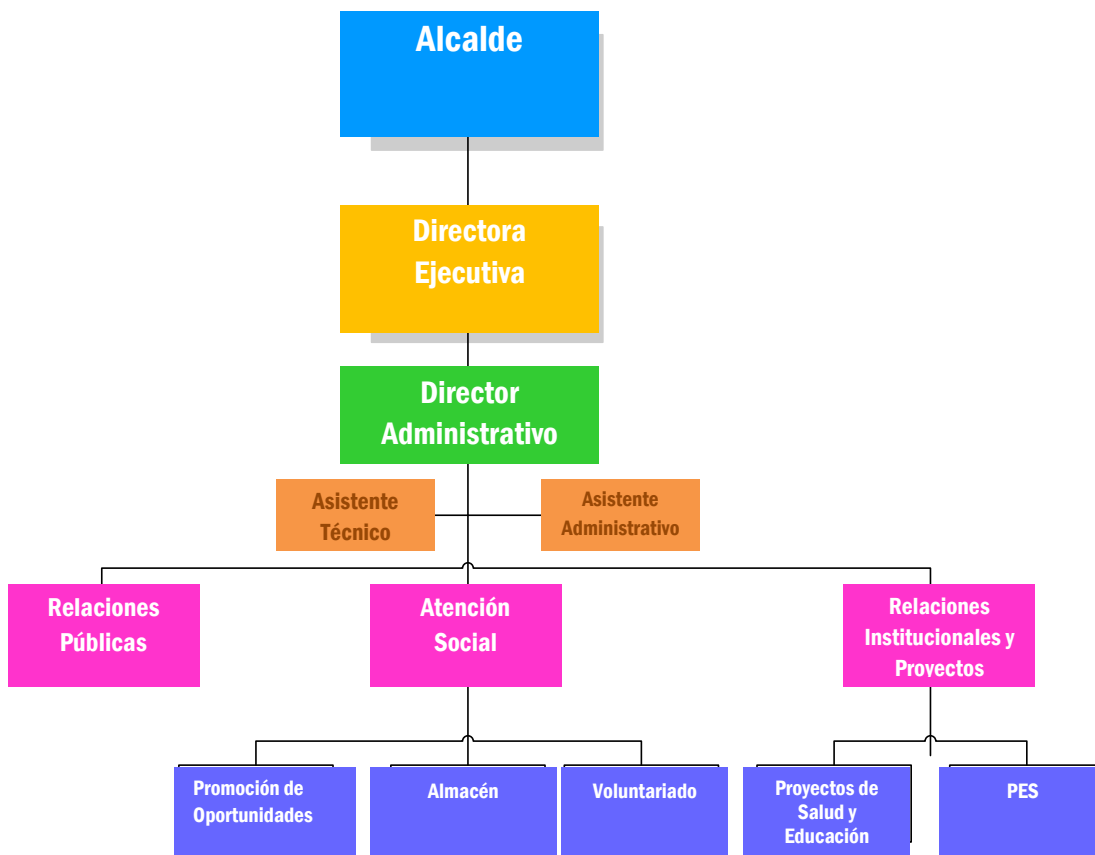 Alcalde
Directora
Ejecutiva
Director
Administrativo
Asistente
Técnico
Asistente
Administrativo
Relaciones
Públicas
Atención
Social
Relaciones
Institucionales y
Proyectos
Promoción de
Oportunidades
Almacén
Voluntariado
Proyectos de
Salud y
Educación
PES